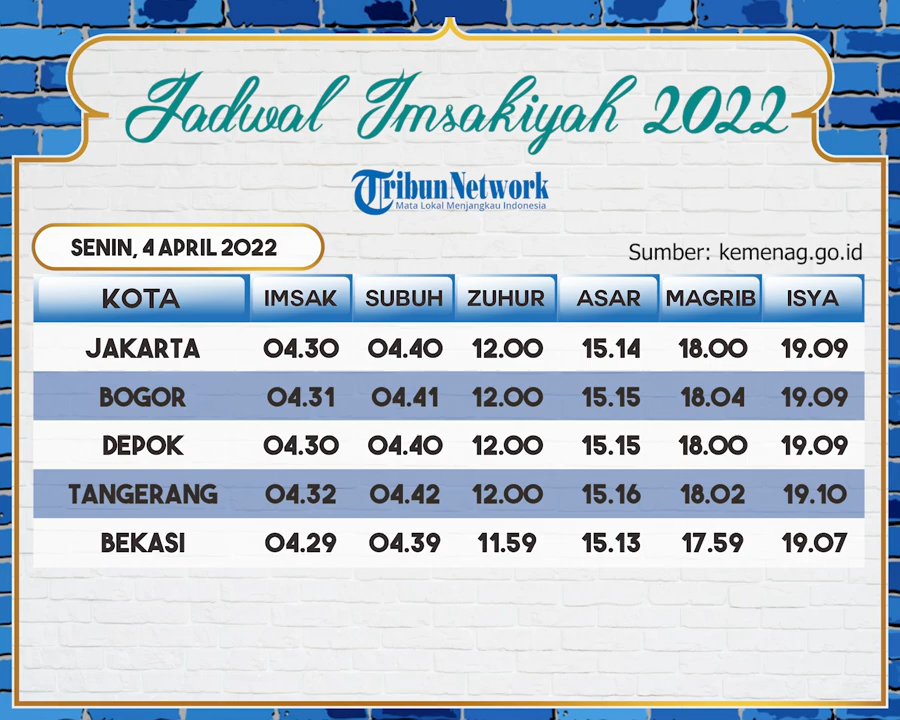 Jadwal Imsakiyah 2022
TribunNetwork
Mata Lokal Menjangkau Indonesia
SENIN, 4 APRIL 2022
Sumber: kemenag.go.id
KOTA IMSAK SUBUH ZUHUR ASAR MAGRIB ISYA
JAKARTA 04.30 04.40 12.00 15.14 18.00 19.09
BOGOR 04.31 04.41 12.00 15.15 18.04 19.09
DEPOK 04.30 04.40 12.00 15.15 18.00 19.09
TANGERANG 04.32 04.42 12.00 15.16 18.02 19.10
BEKASI 04.29 04.39 11.59 15.13 17.59 19.07